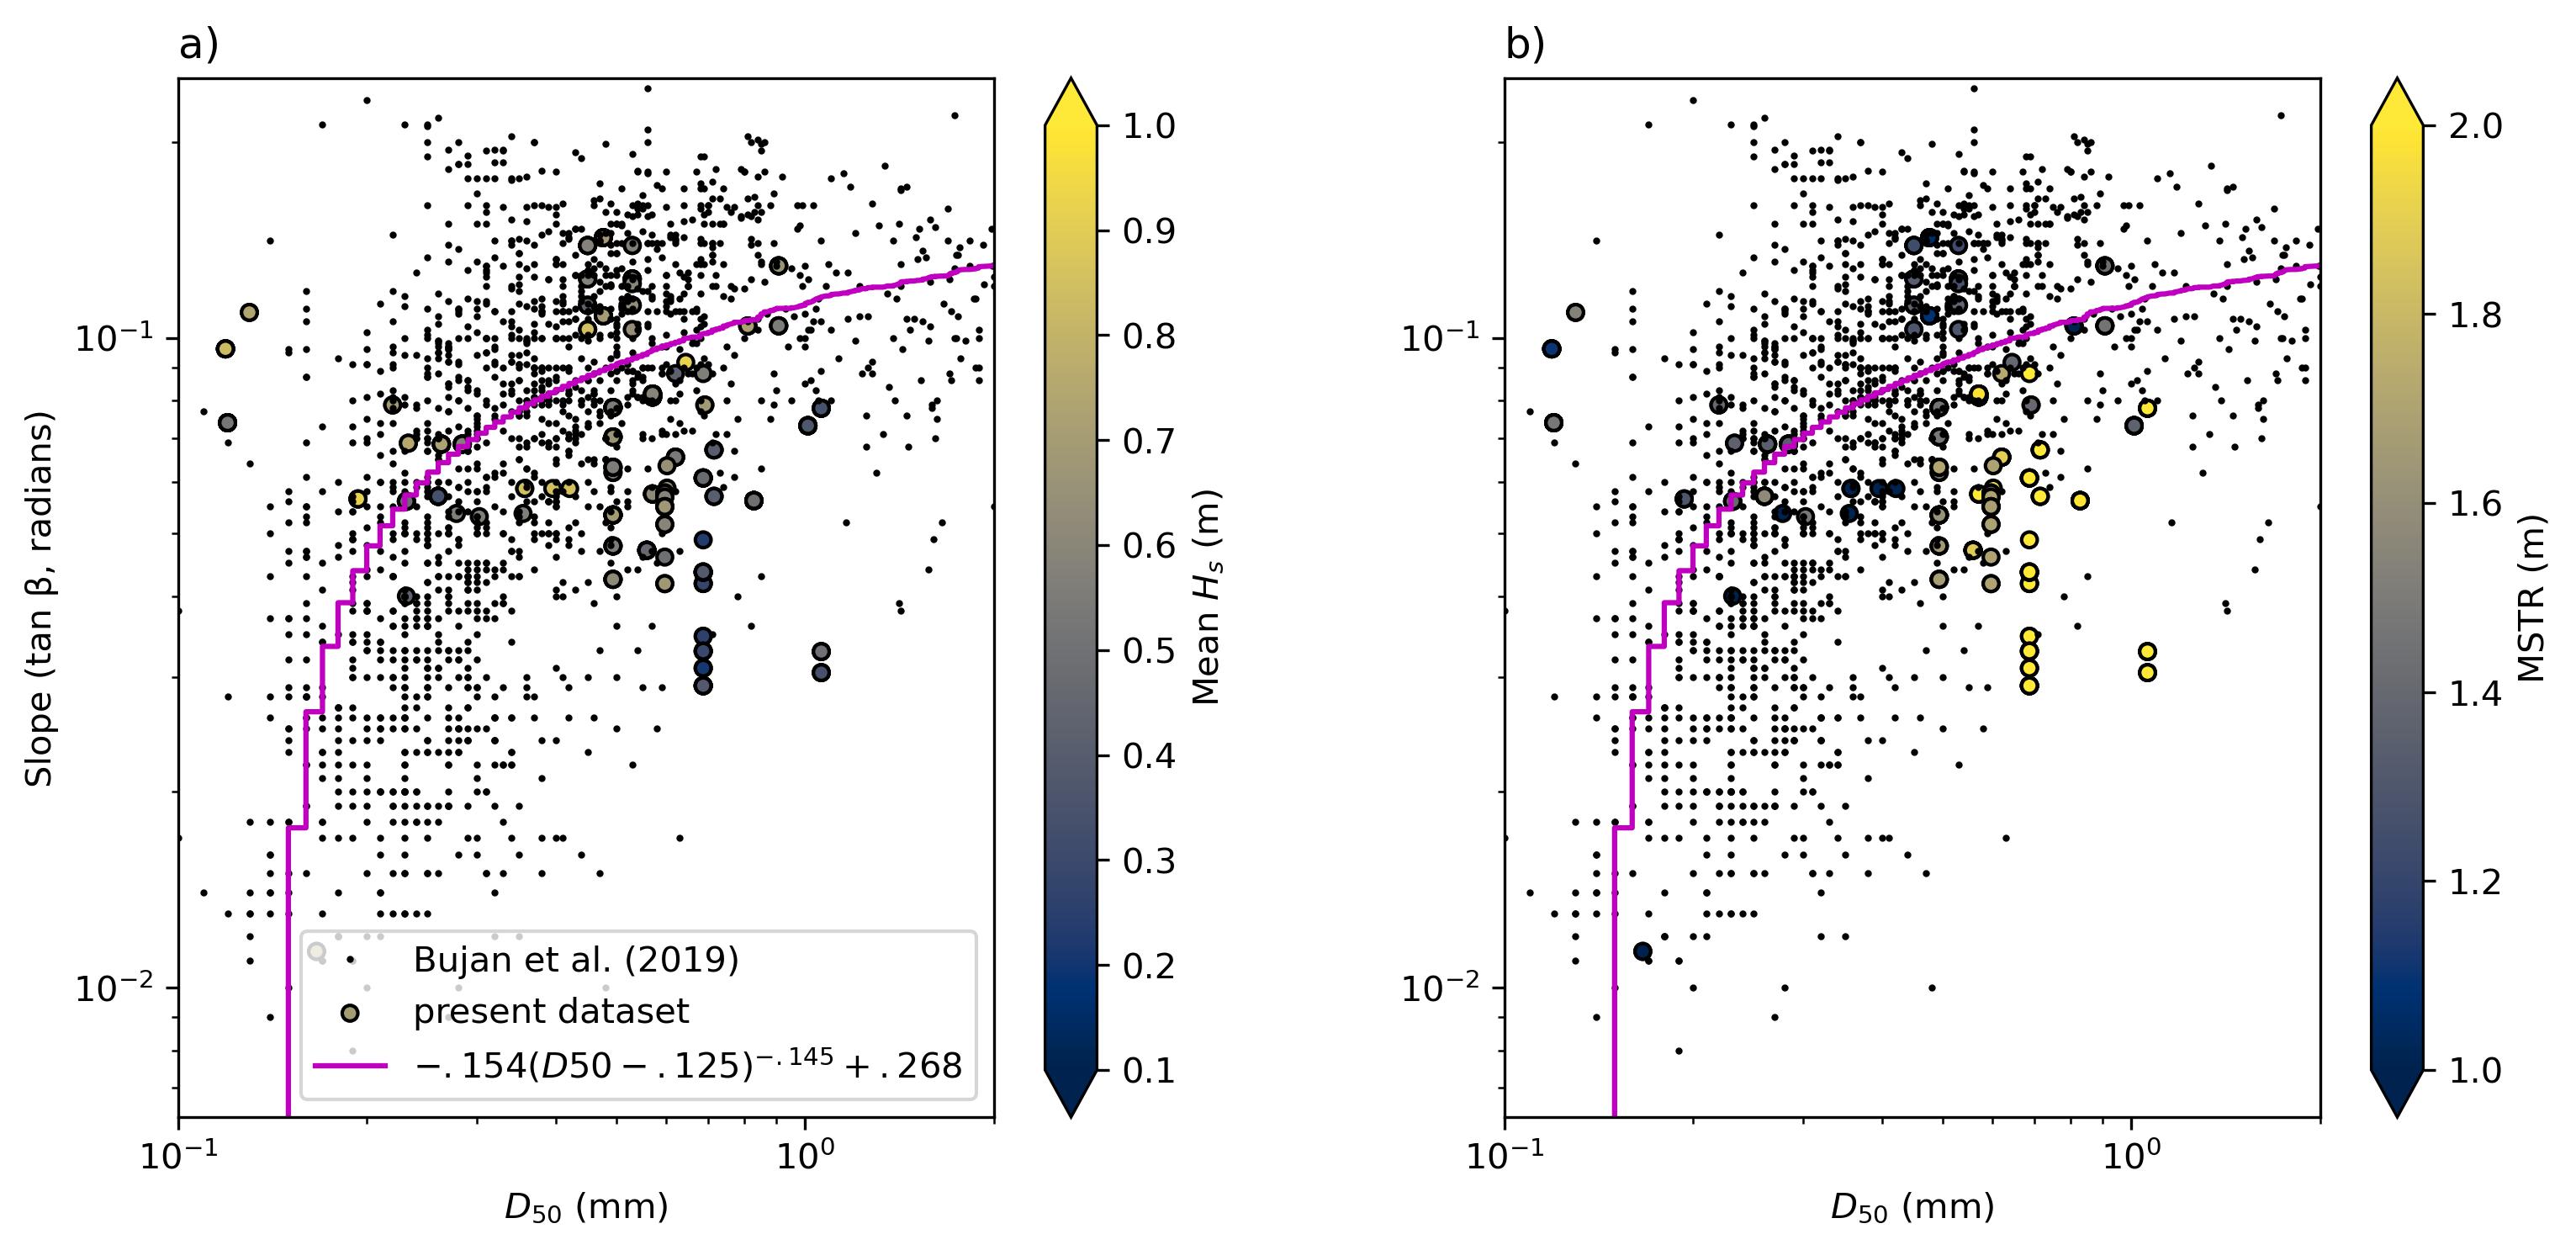 a)
Slope (tan β, radians)
10⁻¹
10⁻²
10⁻¹
10⁰
D₅₀ (mm)
Bujan et al. (2019)
present dataset
−.154(D50 − .125)^−.145 + .268
1.0
0.9
0.8
0.7
0.6
0.5
0.4
0.3
0.2
0.1
Mean Hₛ (m)
b)
10⁻¹
10⁻²
10⁻¹
10⁰
D₅₀ (mm)
2.0
1.8
1.6
1.4
1.2
1.0
MSTR (m)